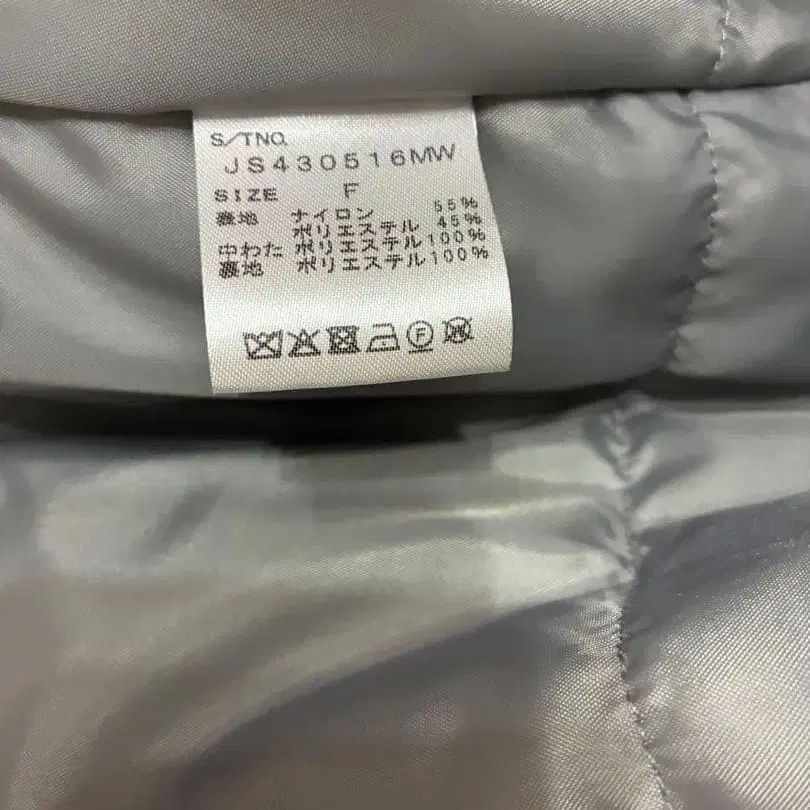 S/TNO.
JS430516MW
SIZE F
表地 ナイロン 55%
ポリエステル 45%
中わた ポリエステル100%
裏地 ポリエステル100%
F W